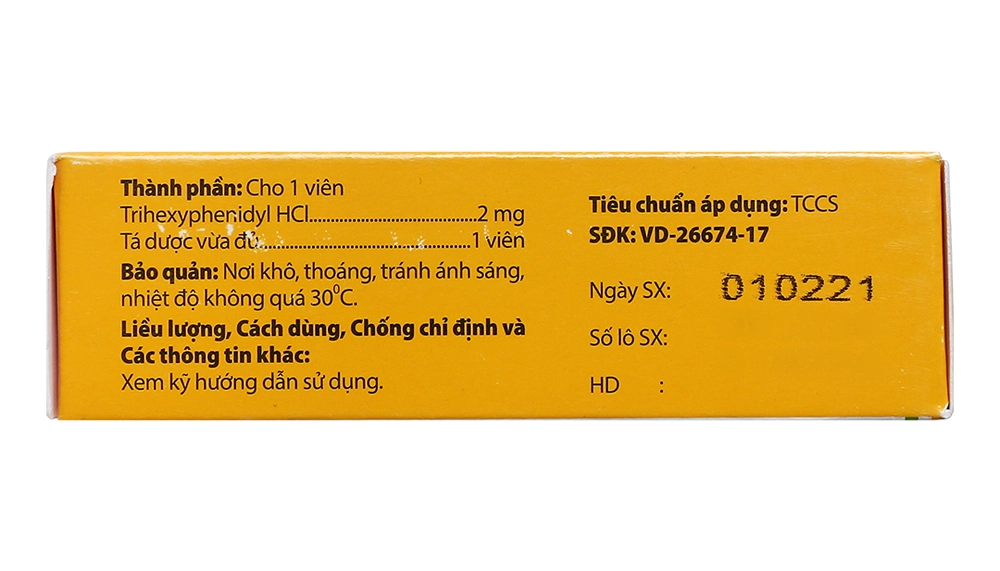 Thành phần: Cho 1 viên
Trihexyphenidyl HCl.......................................2 mg
Tá dược vừa đủ................................................1 viên
Bảo quản: Nơi khô, thoáng, tránh ánh sáng,
nhiệt độ không quá 30⁰C.
Liều lượng, Cách dùng, Chống chỉ định và
Các thông tin khác:
Xem kỹ hướng dẫn sử dụng.
Tiêu chuẩn áp dụng: TCCS
SĐK: VD-26674-17
Ngày SX: 010221
Số lô SX:
HD :